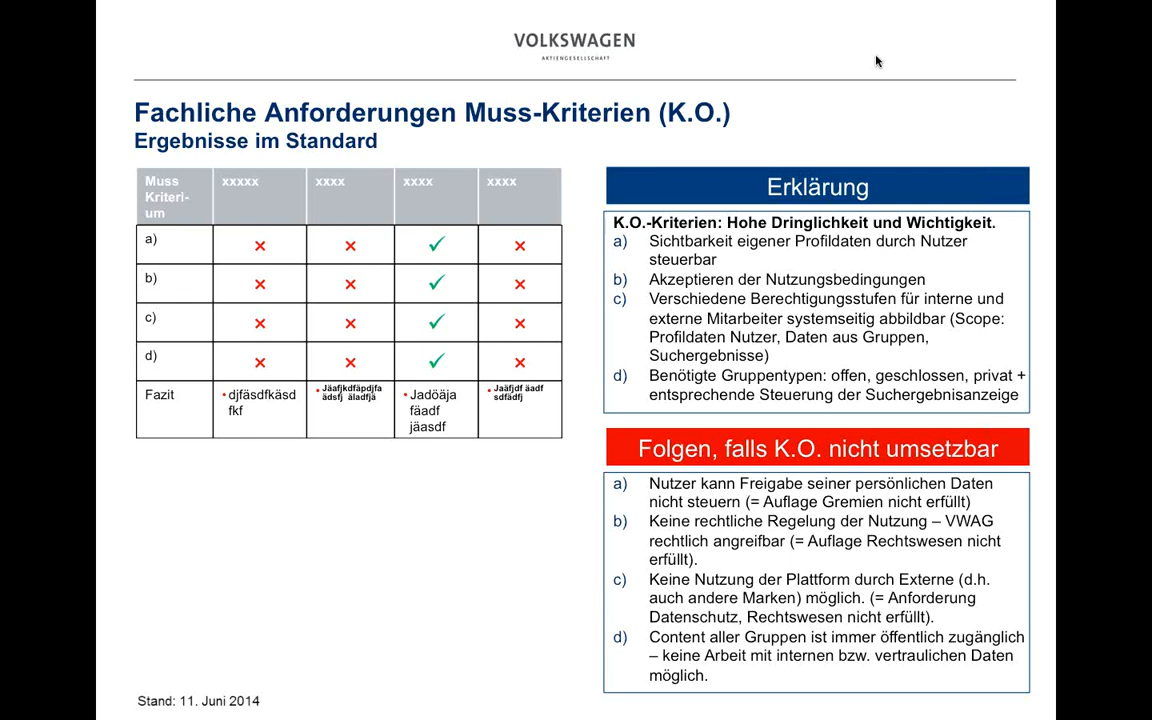 VOLKSWAGEN
AKTIENGESELLSCHAFT
Fachliche Anforderungen Muss-Kriterien (K.O.)
Ergebnisse im Standard
Muss
Kriteri-
um
xxxxx
xxxx
xxxx
xxxx
a)
b)
c)
d)
Fazit
• djfäsdfkäsd
fkf
• Jäafjkdfäpdjfa
ädsfj äladfjä
• Jadöäja
fäadf
jäasdf
• Jaäfjdf äadf
sdfädfj
Erklärung
K.O.-Kriterien: Hohe Dringlichkeit und Wichtigkeit.
a) Sichtbarkeit eigener Profildaten durch Nutzer
steuerbar
b) Akzeptieren der Nutzungsbedingungen
c) Verschiedene Berechtigungsstufen für interne und
externe Mitarbeiter systemseitig abbildbar (Scope:
Profildaten Nutzer, Daten aus Gruppen,
Suchergebnisse)
d) Benötigte Gruppentypen: offen, geschlossen, privat +
entsprechende Steuerung der Suchergebnisanzeige
Folgen, falls K.O. nicht umsetzbar
a) Nutzer kann Freigabe seiner persönlichen Daten
nicht steuern (= Auflage Gremien nicht erfüllt)
b) Keine rechtliche Regelung der Nutzung – VWAG
rechtlich angreifbar (= Auflage Rechtswesen nicht
erfüllt).
c) Keine Nutzung der Plattform durch Externe (d.h.
auch andere Marken) möglich. (= Anforderung
Datenschutz, Rechtswesen nicht erfüllt).
d) Content aller Gruppen ist immer öffentlich zugänglich
– keine Arbeit mit internen bzw. vertraulichen Daten
möglich.
Stand: 11. Juni 2014